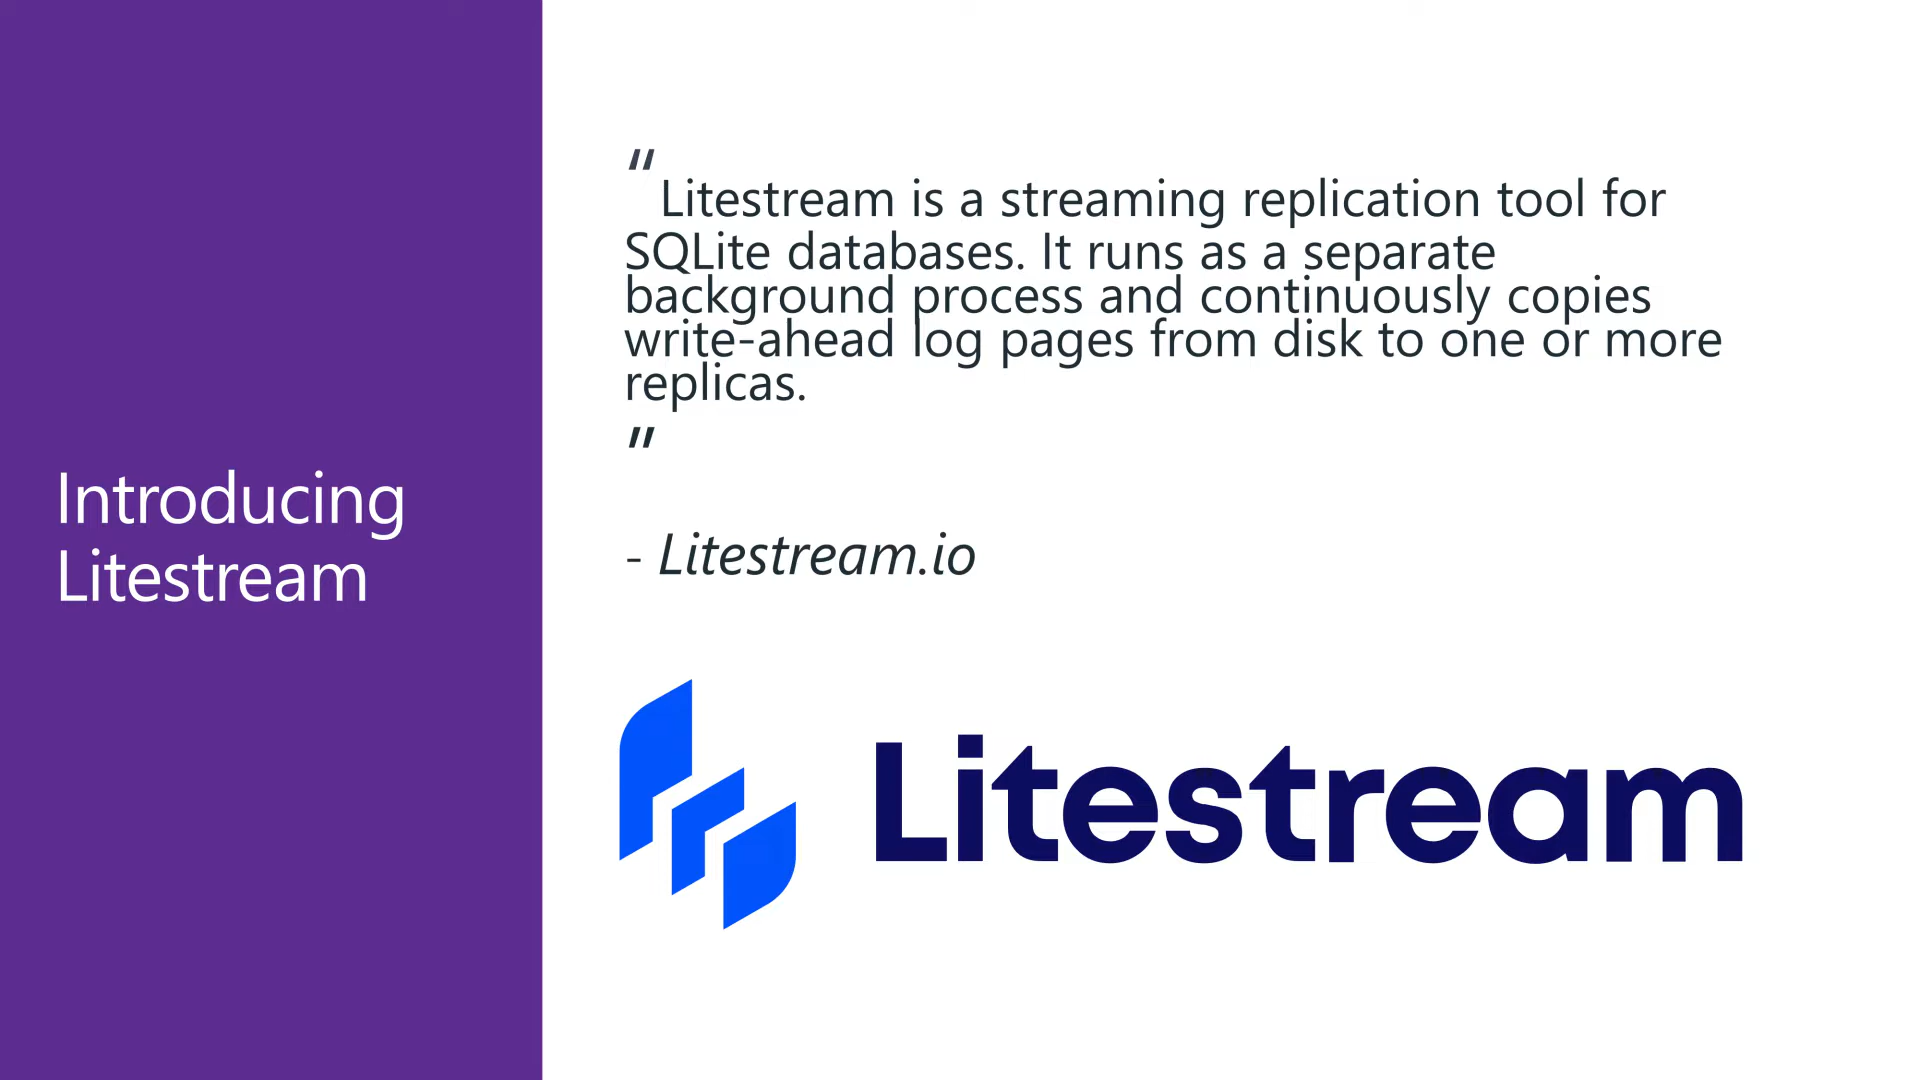 Introducing
Litestream
“Litestream is a streaming replication tool for
SQLite databases. It runs as a separate
background process and continuously copies
write-ahead log pages from disk to one or more
replicas.
”
- Litestream.io
Litestream